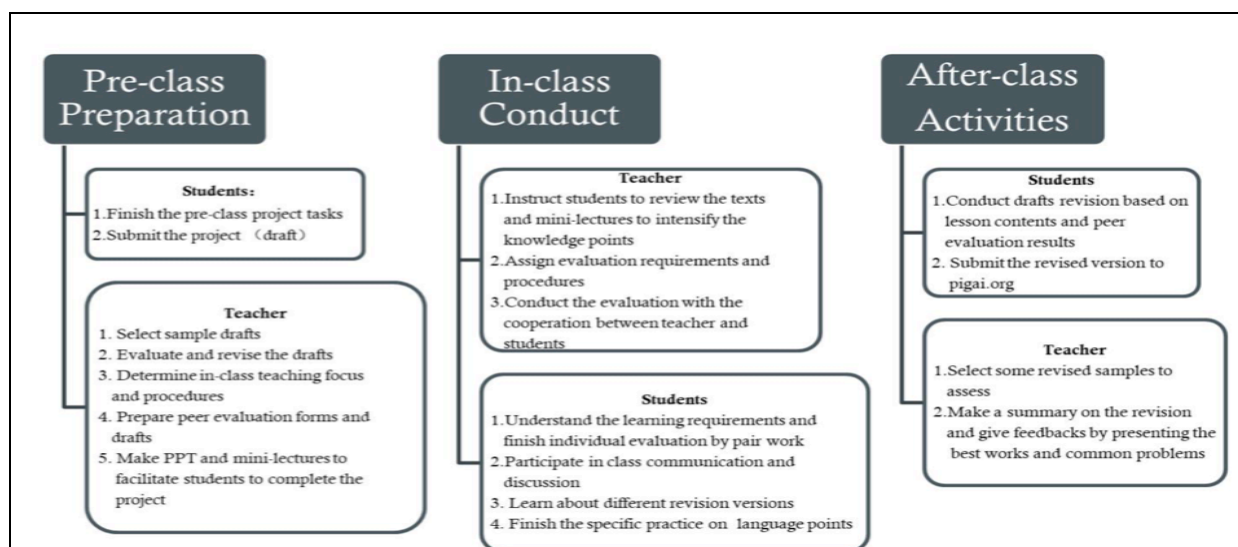 Pre-class
Preparation
Students：
1.Finish the pre-class project tasks
2.Submit the project （draft）
Teacher
1. Select sample drafts
2. Evaluate and revise the drafts
3. Determine in-class teaching focus
and procedures
4. Prepare peer evaluation forms and
drafts
5. Make PPT and mini-lectures to
facilitate students to complete the
project
In-class
Conduct
Teacher
1.Instruct students to review the texts
and mini-lectures to intensify the
knowledge points
2.Assign evaluation requirements and
procedures
3.Conduct the evaluation with the
cooperation between teacher and
students
Students
1.Understand the learning requirements and
finish individual evaluation by pair work
2.Participate in class communication and
discussion
3. Learn about different revision versions
4. Finish the specific practice on language points
After-class
Activities
Students
1.Conduct drafts revision based on
lesson contents and peer
evaluation results
2. Submit the revised version to
pigai.org
Teacher
1.Select some revised samples to
assess
2.Make a summary on the revision
and give feedbacks by presenting the
best works and common problems